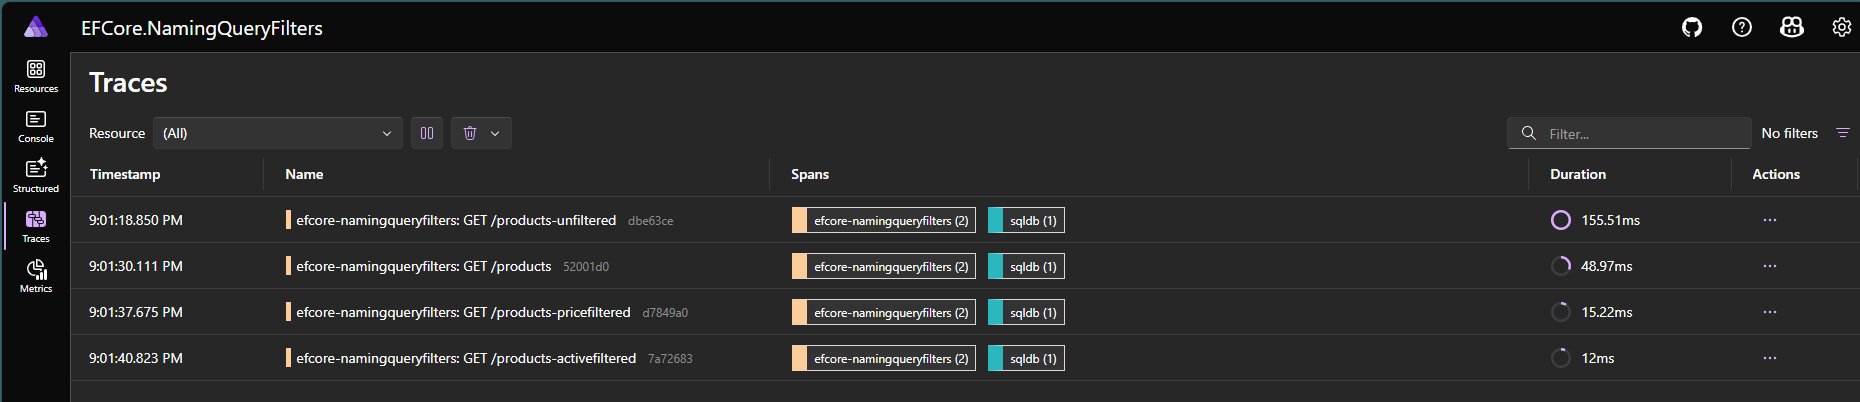 EFCore.NamingQueryFilters
Resources
Console
Structured
Traces
Metrics
Traces
Resource (All) Filter... No filters
Timestamp Name Spans Duration Actions
9:01:18.850 PM efcore-namingqueryfilters: GET /products-unfiltered dbe63ce efcore-namingqueryfilters (2) sqldb (1) 155.51ms ...
9:01:30.111 PM efcore-namingqueryfilters: GET /products 52001d0 efcore-namingqueryfilters (2) sqldb (1) 48.97ms ...
9:01:37.675 PM efcore-namingqueryfilters: GET /products-pricefiltered d7849a0 efcore-namingqueryfilters (2) sqldb (1) 15.22ms ...
9:01:40.823 PM efcore-namingqueryfilters: GET /products-activefiltered 7a72683 efcore-namingqueryfilters (2) sqldb (1) 12ms ...